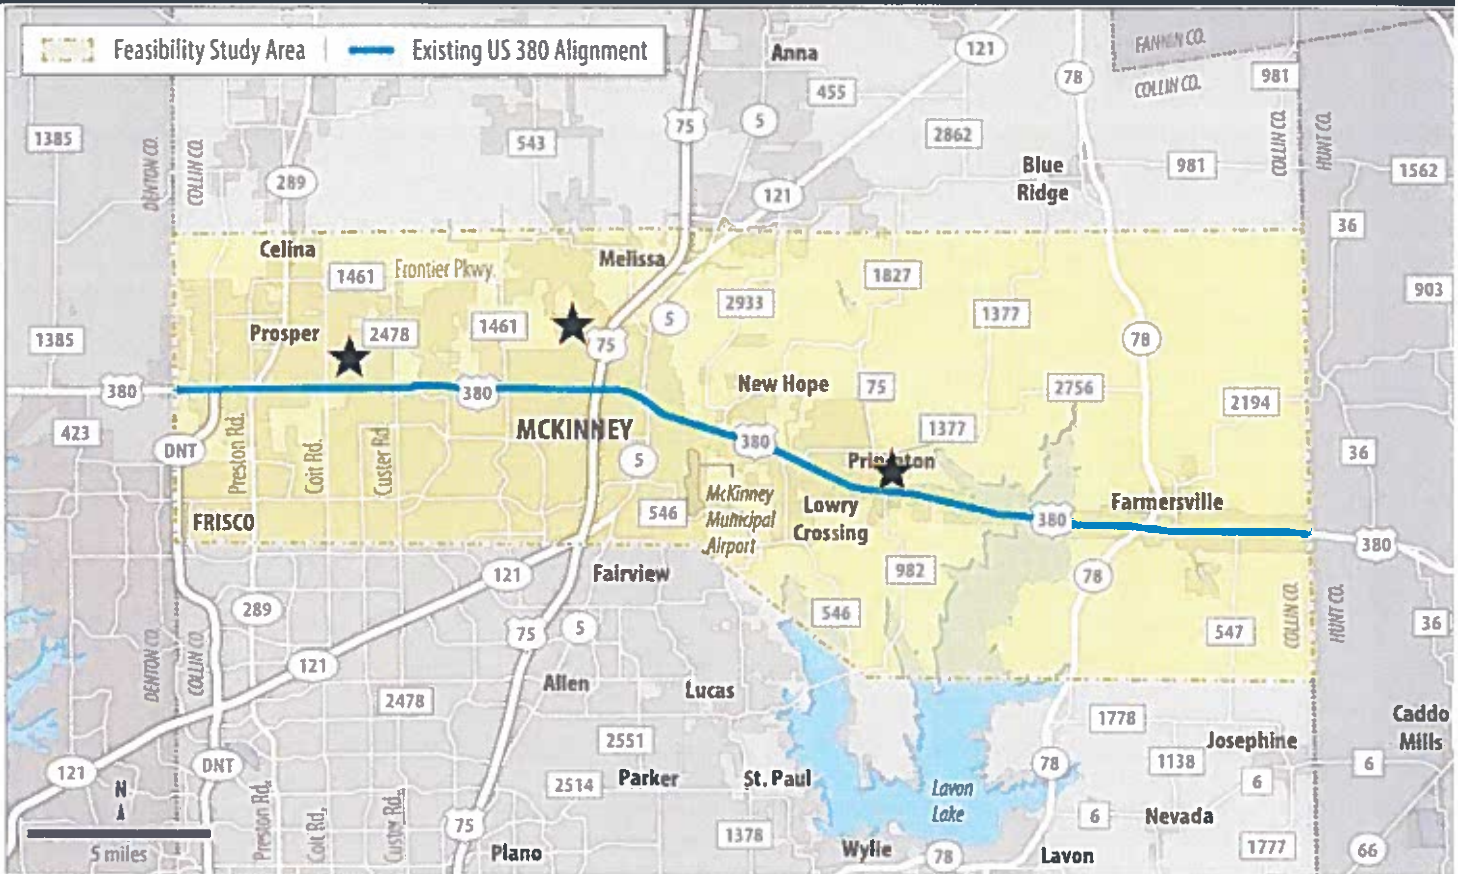 Feasibility Study Area
Existing US 380 Alignment
Anna
121
78
FANNIN CO.
COLLIN CO.
981
455
1385
543
75
5
2862
DENTON CO.
COLLIN CO.
COLLIN CO.
HUNT CO.
Blue
Ridge
981
1562
289
121
36
Celina
Melissa
1461
Frontier Pkwy.
1827
2933
903
1377
Prosper
2478
1461
5
1385
75
78
380
380
New Hope
75
2756
2194
423
MCKINNEY
1377
380
DNT
Preston Rd.
Coit Rd.
Custer Rd.
5
36
McKinney
Municipal
Airport
Lowry
Crossing
Farmersville
FRISCO
546
380
380
Fairview
121
982
78
289
75
5
546
547
COLLIN CO.
HUNT CO.
36
DENTON CO.
COLLIN CO.
121
Allen
Lucas
2478
1778
Caddo
Mills
2551
Josephine
121
DNT
2514
Parker
St. Paul
78
1138
6
6
N
Lavon
Lake
5 miles
Preston Rd.
Coit Rd.
Custer Rd.
75
Plano
1378
Wylie
78
6
Nevada
Lavon
1777
66